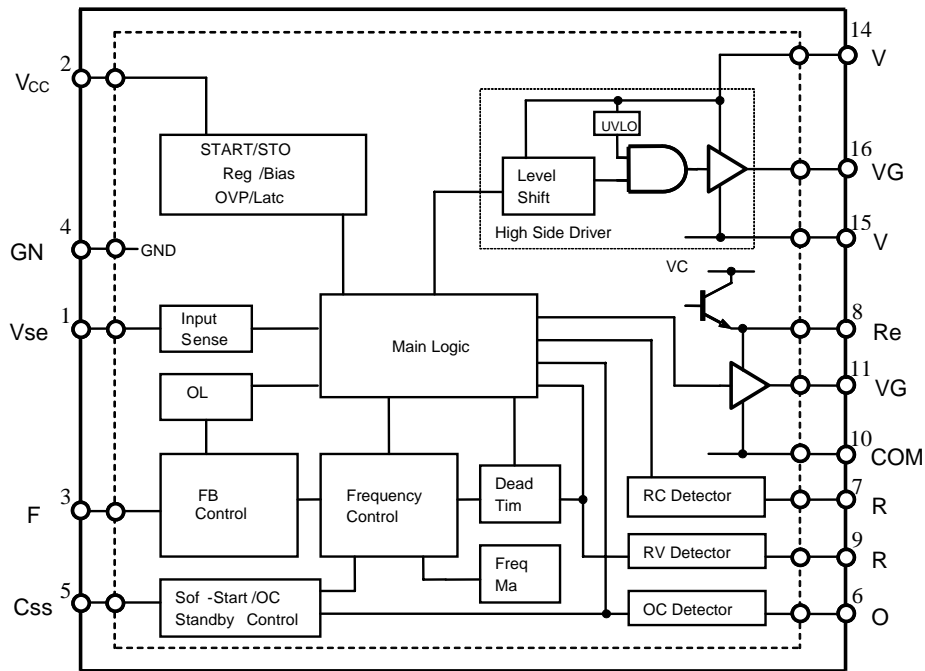 14
V
2
VCC
UVLO
START/STO
Reg /Bias
OVP/Latc
16
VG
Level
Shift
High Side Driver
4
GN
GND
15
V
VC
1
Vse
Input
Sense
8
Re
Main Logic
11
VG
OL
10
COM
3
F
FB
Control
Frequency
Control
Dead
Tim
RC Detector
7
R
RV Detector
9
R
Freq
Ma
5
Css
Sof -Start /OC
Standby Control
OC Detector
6
O